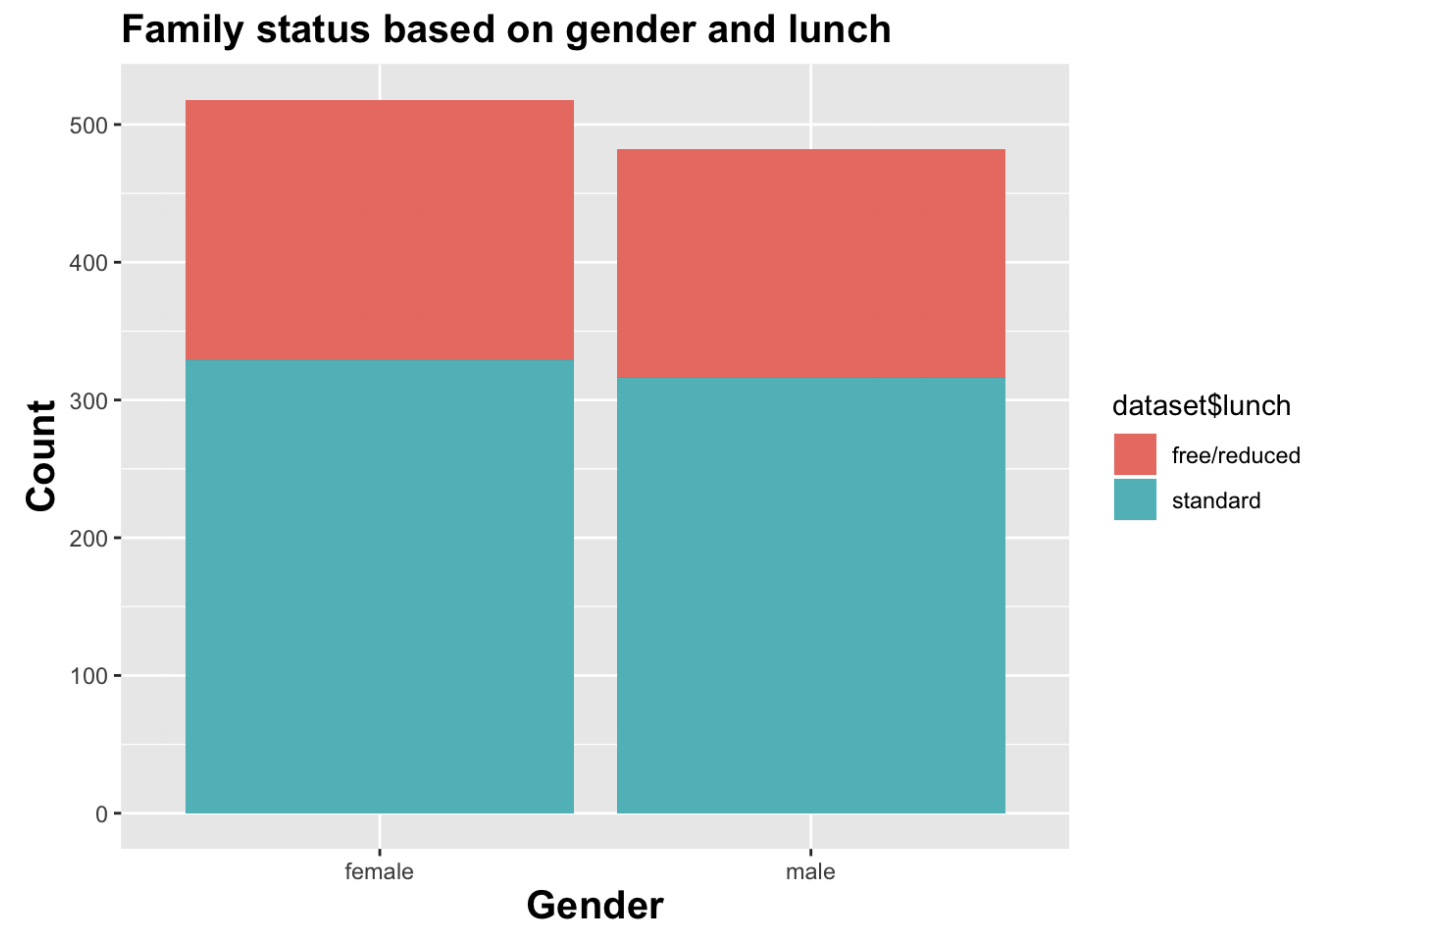 Family status based on gender and lunch
500
400
300
200
100
0
Count
female
male
Gender
dataset$lunch
free/reduced
standard